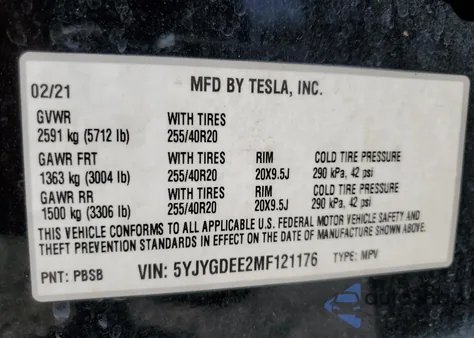 MFD BY TESLA, INC.
02/21
GVWR WITH TIRES
2591 kg (5712 lb) 255/40R20
GAWR FRT WITH TIRES RIM COLD TIRE PRESSURE
1363 kg (3004 lb) 255/40R20 20X9.5J 290 kPa, 42 psi
GAWR RR WITH TIRES RIM COLD TIRE PRESSURE
1500 kg (3306 lb) 255/40R20 20X9.5J 290 kPa, 42 psi
THIS VEHICLE CONFORMS TO ALL APPLICABLE U.S. FEDERAL MOTOR VEHICLE SAFETY AND
THEFT PREVENTION STANDARDS IN EFFECT ON THE DATE OF MANUFACTURE SHOWN ABOVE.
PNT: PBSB VIN: 5YJYGDEE2MF121176 TYPE: MPV